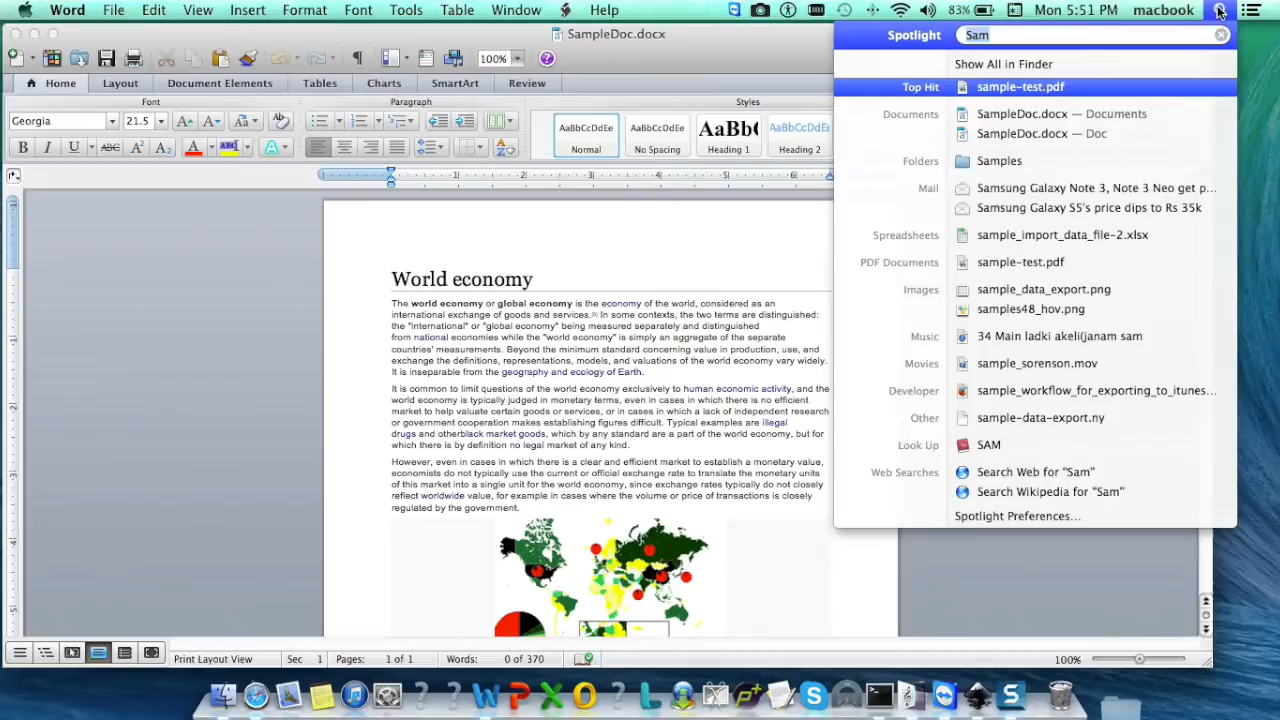 Word File Edit View Insert Format Font Tools Table Window Help 83% Mon 5:51 PM macbook
SampleDoc.docx
100%
Home Layout Document Elements Tables Charts SmartArt Review
Font Paragraph Styles
Georgia 21.5
AaBbCcDdEe AaBbCcDdEe AaBb( AaBbCcDdEe
B I U ABC A² A₂ A ABC A Normal No Spacing Heading 1 Heading 2
1 2 3 4 5 6
World economy
The world economy or global economy is the economy of the world, considered as an
international exchange of goods and services.[1] In some contexts, the two terms are distinguished:
the "international" or "global economy" being measured separately and distinguished
from national economies while the "world economy" is simply an aggregate of the separate
countries' measurements. Beyond the minimum standard concerning value in production, use, and
exchange the definitions, representations, models, and valuations of the world economy vary widely.
It is inseparable from the geography and ecology of Earth.
It is common to limit questions of the world economy exclusively to human economic activity, and the
world economy is typically judged in monetary terms, even in cases in which there is no efficient
market to help valuate certain goods or services, or in cases in which a lack of independent research
or government cooperation makes establishing figures difficult. Typical examples are illegal
drugs and otherblack market goods, which by any standard are a part of the world economy, but for
which there is by definition no legal market of any kind.
However, even in cases in which there is a clear and efficient market to establish a monetary value,
economists do not typically use the current or official exchange rate to translate the monetary units
of this market into a single unit for the world economy, since exchange rates typically do not closely
reflect worldwide value, for example in cases where the volume or price of transactions is closely
regulated by the government.
Spotlight Sam
Show All in Finder
Top Hit sample-test.pdf
Documents SampleDoc.docx — Documents
SampleDoc.docx — Doc
Folders Samples
Mail Samsung Galaxy Note 3, Note 3 Neo get p...
Samsung Galaxy S5's price dips to Rs 35k
Spreadsheets sample_import_data_file-2.xlsx
PDF Documents sample-test.pdf
Images sample_data_export.png
samples48_hov.png
Music 34 Main ladki akeli(janam sam
Movies sample_sorenson.mov
Developer sample_workflow_for_exporting_to_itunes...
Other sample-data-export.ny
Look Up SAM
Web Searches Search Web for "Sam"
Search Wikipedia for "Sam"
Spotlight Preferences...
Print Layout View Sec 1 Pages: 1 of 1 Words: 0 of 370 100%